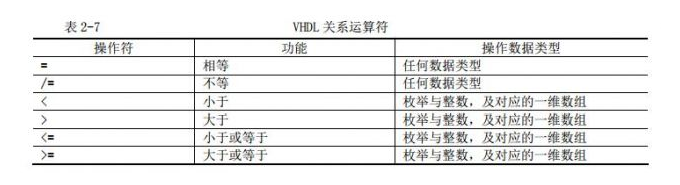 表 2-7 VHDL 关系运算符
操作符 功能 操作数据类型
= 相等 任何数据类型
/= 不等 任何数据类型
< 小于 枚举与整数，及对应的一维数组
> 大于 枚举与整数，及对应的一维数组
<= 小于或等于 枚举与整数，及对应的一维数组
>= 大于或等于 枚举与整数，及对应的一维数组